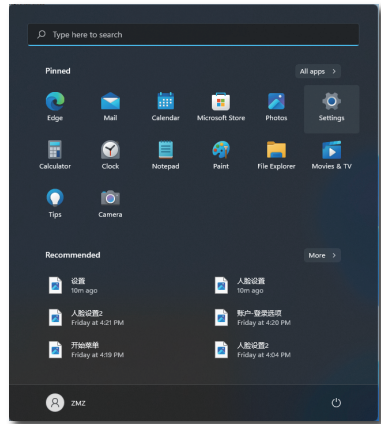 Type here to search
Pinned
All apps >
Edge Mail Calendar Microsoft Store Photos Settings
Calculator Clock Notepad Paint File Explorer Movies & TV
Tips Camera
Recommended
More >
设置 人脸设置
10m ago 10m ago
人脸设置2 账户-登录选项
Friday at 4:21 PM Friday at 4:20 PM
开始菜单 人脸设置2
Friday at 4:19 PM Friday at 4:04 PM
ZMZ